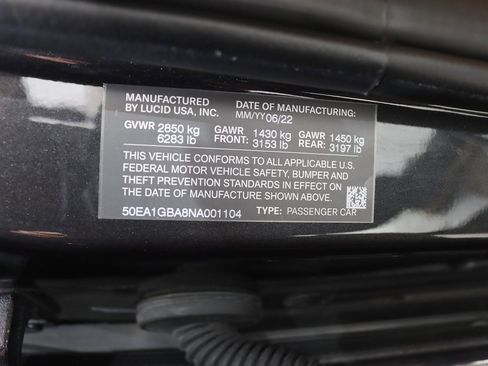 MANUFACTURED BY LUCID USA, INC.
DATE OF MANUFACTURING:
MM/YY 06/22
GVWR 2850 kg 6283 lb
GAWR FRONT: 1430 kg 3153 lb
GAWR REAR: 1450 kg 3197 lb
THIS VEHICLE CONFORMS TO ALL APPLICABLE U.S.
FEDERAL MOTOR VEHICLE SAFETY, BUMPER AND
THEFT PREVENTION STANDARDS IN EFFECT ON
THE DATE OF MANUFACTURE SHOWN ABOVE.
50EA1GBA8NA001104 TYPE: PASSENGER CAR